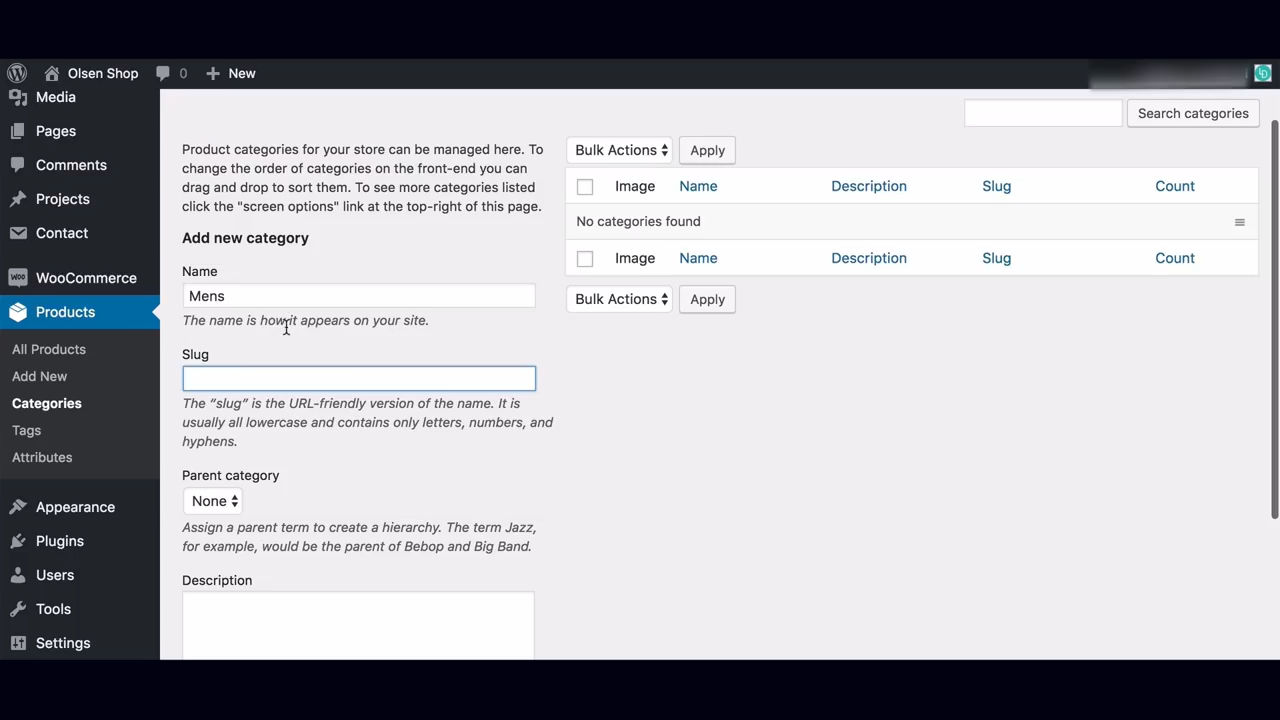 Olsen Shop 0 New
Media
Pages
Comments
Projects
Contact
WooCommerce
Products
All Products
Add New
Categories
Tags
Attributes
Appearance
Plugins
Users
Tools
Settings
Search categories
Product categories for your store can be managed here. To
change the order of categories on the front-end you can
drag and drop to sort them. To see more categories listed
click the "screen options" link at the top-right of this page.
Add new category
Name
Mens
The name is how it appears on your site.
Slug
The “slug” is the URL-friendly version of the name. It is
usually all lowercase and contains only letters, numbers, and
hyphens.
Parent category
None
Assign a parent term to create a hierarchy. The term Jazz,
for example, would be the parent of Bebop and Big Band.
Description
Bulk Actions Apply
Image Name Description Slug Count
No categories found
Image Name Description Slug Count
Bulk Actions Apply